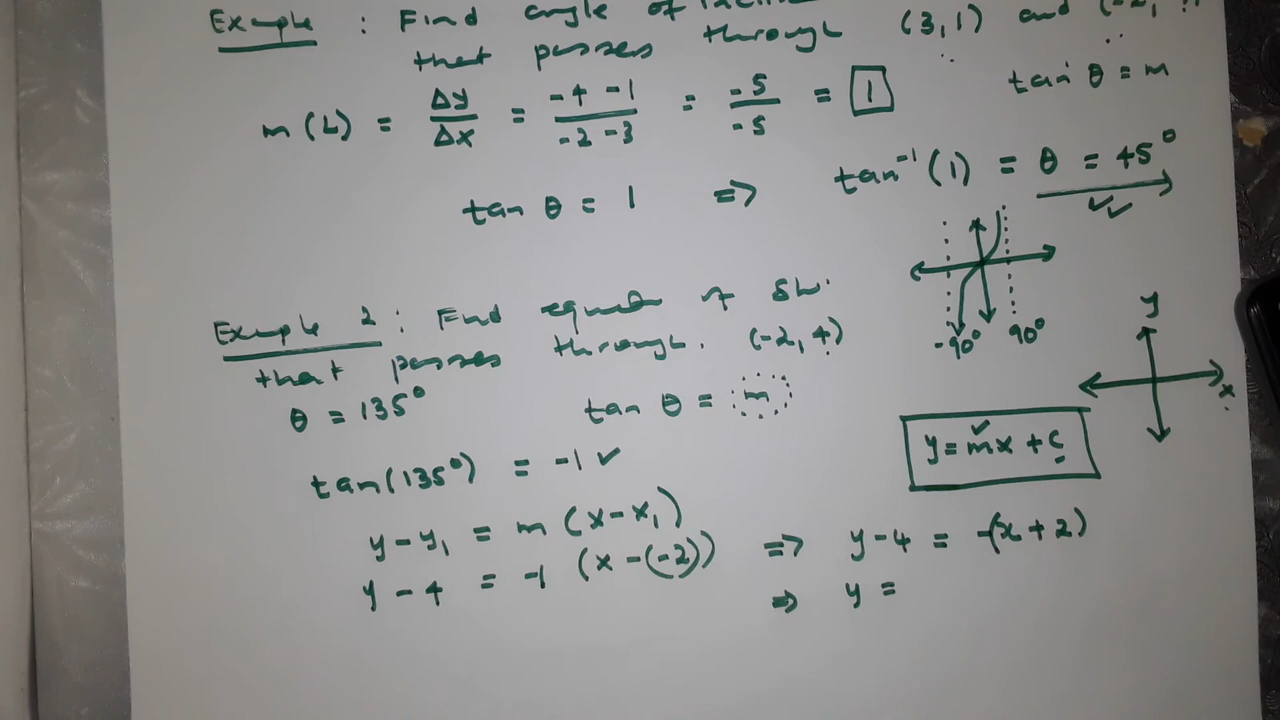 Example : Find angle of
that passes through (3,1) and
m(L) = Δy/Δx = -4-1/-2-3 = -5/-5 = 1
tan θ = m
tan θ = 1 => tan⁻¹(1) = θ = 45°
-90° 90°
Example 2 : Find equation of SL.
that passes through. (-2,4)
θ = 135°
tan θ = m
y
x
y = mx + c
tan(135°) = -1 ✓
y-y₁ = m (x-x₁)
y-4 = -1 (x-(-2)) => y-4 = -(x+2)
=> y =